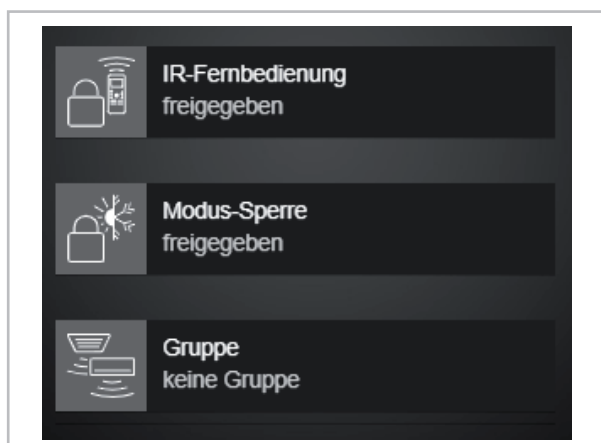 IR-Fernbedienung
freigegeben
Modus-Sperre
freigegeben
Gruppe
keine Gruppe